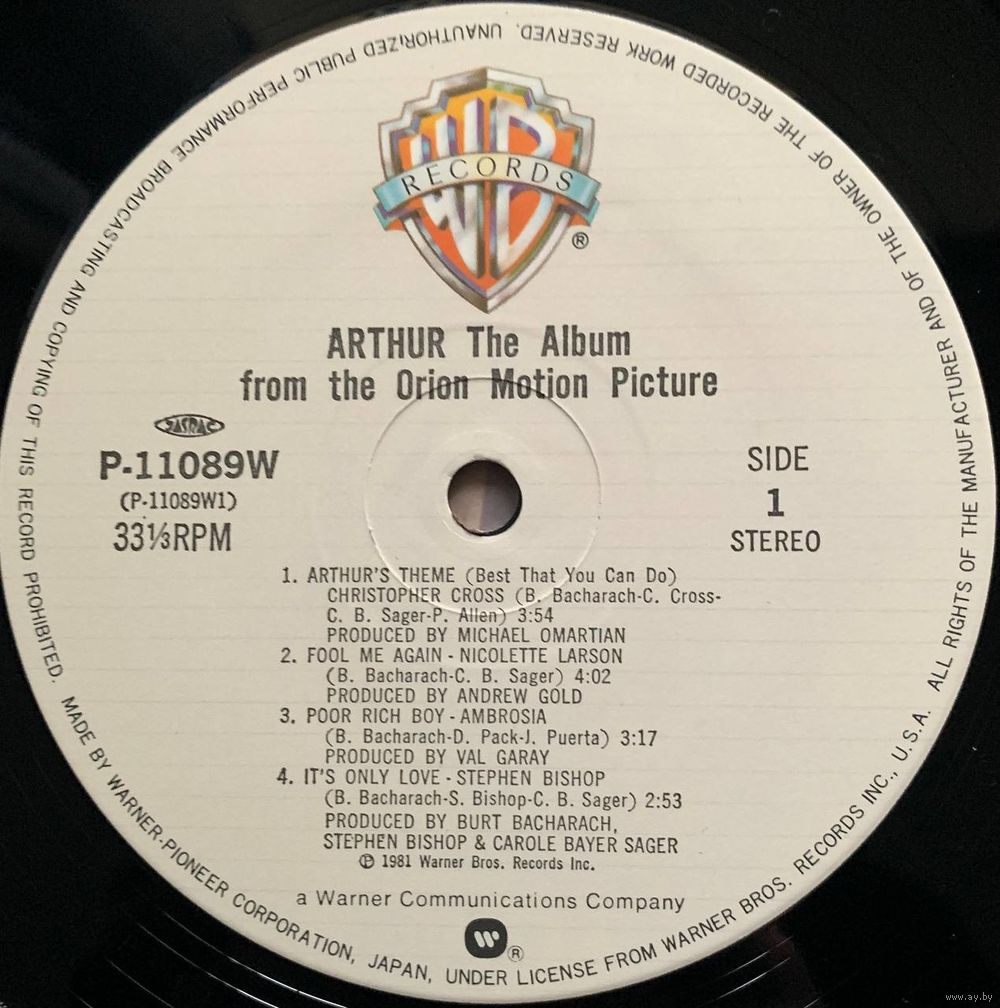 RECORDS
WB
®
ARTHUR The Album
from the Orion Motion Picture
JASRAC
P-11089W
(P-11089W1)
33⅓RPM
SIDE
1
STEREO
1. ARTHUR'S THEME (Best That You Can Do)
CHRISTOPHER CROSS (B. Bacharach-C. Cross-
C. B. Sager-P. Allen) 3:54
PRODUCED BY MICHAEL OMARTIAN
2. FOOL ME AGAIN - NICOLETTE LARSON
(B. Bacharach-C. B. Sager) 4:02
PRODUCED BY ANDREW GOLD
3. POOR RICH BOY - AMBROSIA
(B. Bacharach-D. Pack-J. Puerta) 3:17
PRODUCED BY VAL GARAY
4. IT'S ONLY LOVE - STEPHEN BISHOP
(B. Bacharach-S. Bishop-C. B. Sager) 2:53
PRODUCED BY BURT BACHARACH,
STEPHEN BISHOP & CAROLE BAYER SAGER
℗ 1981 Warner Bros. Records Inc.
a Warner Communications Company
®
MADE BY WARNER-PIONEER CORPORATION, JAPAN, UNDER LICENSE FROM WARNER BROS. RECORDS INC., U.S.A. ALL RIGHTS OF THE MANUFACTURER AND OF THE OWNER OF THE RECORDED WORK RESERVED. UNAUTHORIZED PUBLIC PERFORMANCE BROADCASTING AND COPYING OF THIS RECORD PROHIBITED.
www.ay.by